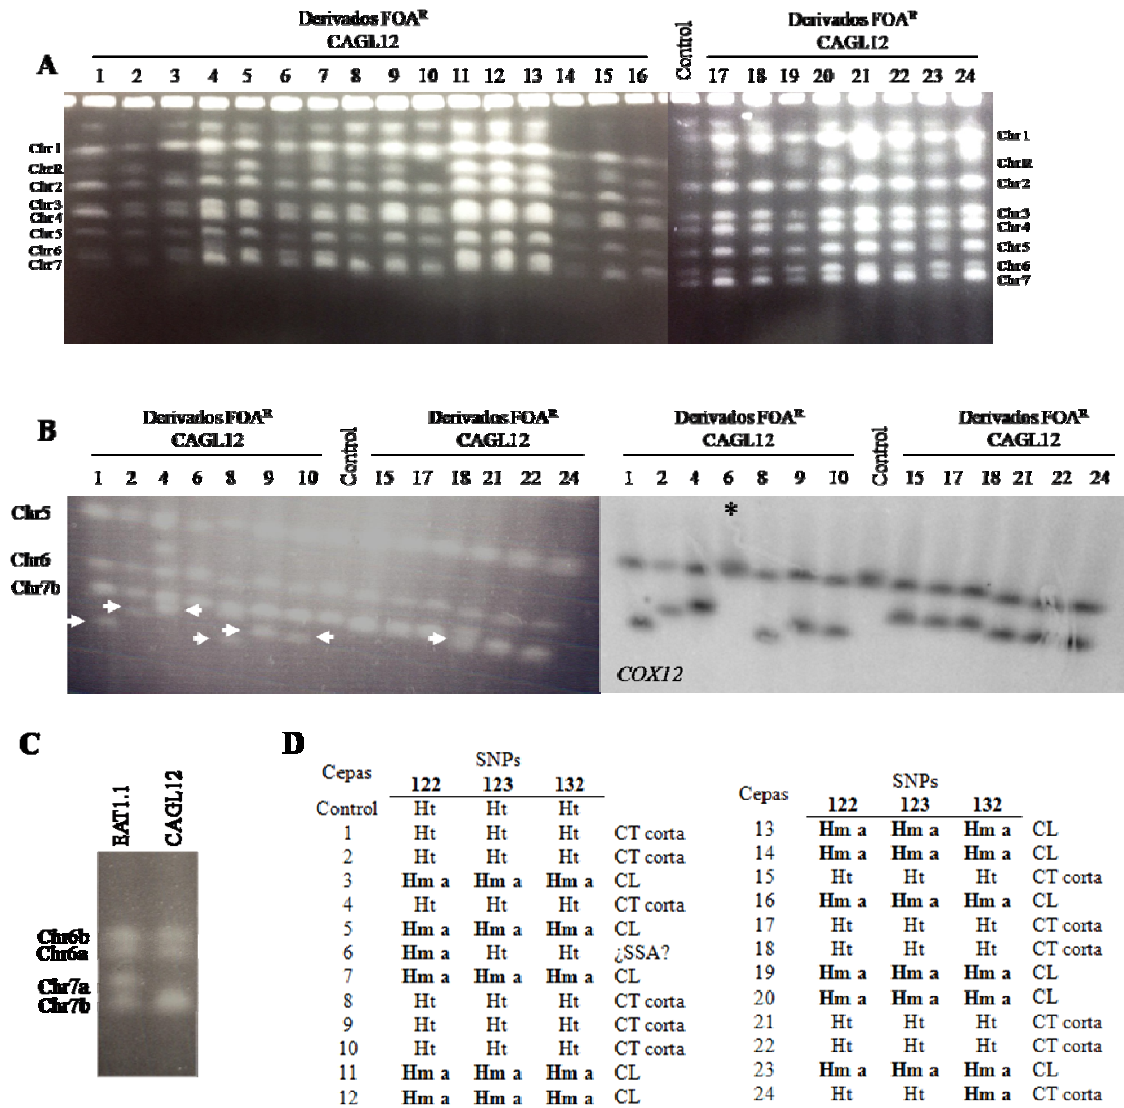 Derivados FOAR
CAGL12
Derivados FOAR
CAGL12
A
Control
1 2 3 4 5 6 7 8 9 10 11 12 13 14 15 16
17 18 19 20 21 22 23 24
Chr1
ChrR
Chr2
Chr3
Chr4
Chr5
Chr6
Chr7
Chr1
ChrR
Chr2
Chr3
Chr4
Chr5
Chr6
Chr7
B
Derivados FOAR
CAGL12
Control
Derivados FOAR
CAGL12
Derivados FOAR
CAGL12
Control
Derivados FOAR
CAGL12
1 2 4 6 8 9 10
15 17 18 21 22 24
1 2 4 6 8 9 10
15 17 18 21 22 24
*
Chr5
Chr6
Chr7b
COX12
C
EAT1.1
CAGL12
Chr6b
Chr6a
Chr7a
Chr7b
D
Cepas SNPs
122 123 132
Control Ht Ht Ht
1 Ht Ht Ht CT corta
2 Ht Ht Ht CT corta
3 Hm a Hm a Hm a CL
4 Ht Ht Ht CT corta
5 Hm a Hm a Hm a CL
6 Hm a Ht Ht ¿SSA?
7 Hm a Hm a Hm a CL
8 Ht Ht Ht CT corta
9 Ht Ht Ht CT corta
10 Ht Ht Ht CT corta
11 Hm a Hm a Hm a CL
12 Hm a Hm a Hm a CL
Cepas SNPs
122 123 132
13 Hm a Hm a Hm a CL
14 Hm a Hm a Hm a CL
15 Ht Ht Ht CT corta
16 Hm a Hm a Hm a CL
17 Ht Ht Ht CT corta
18 Ht Ht Ht CT corta
19 Hm a Hm a Hm a CL
20 Hm a Hm a Hm a CL
21 Ht Ht Ht CT corta
22 Ht Ht Ht CT corta
23 Hm a Hm a Hm a CL
24 Ht Ht Hm a CT corta